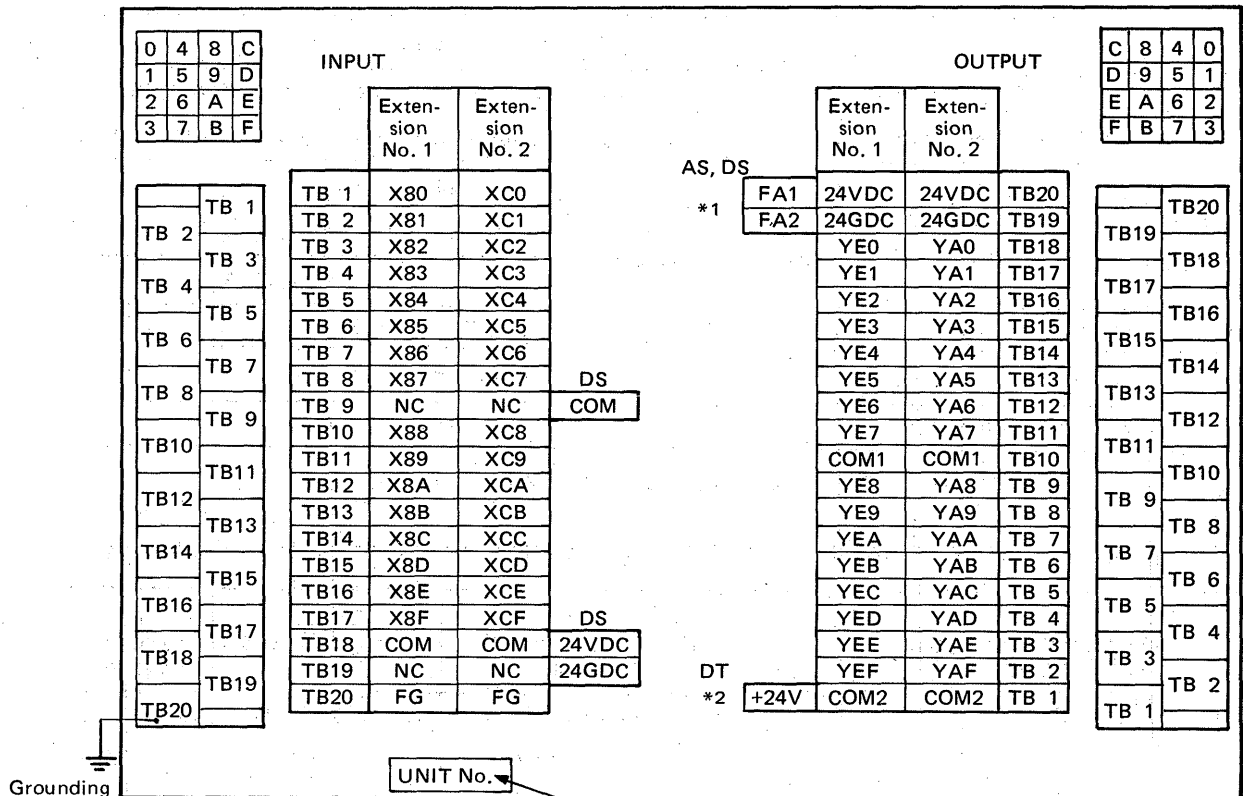 0 4 8 C
1 5 9 D
2 6 A E
3 7 B F
INPUT
OUTPUT
C 8 4 0
D 9 5 1
E A 6 2
F B 7 3
TB 1
TB 2
TB 3
TB 4
TB 5
TB 6
TB 7
TB 8
TB 9
TB10
TB11
TB12
TB13
TB14
TB15
TB16
TB17
TB18
TB19
TB20
Grounding
Exten-
sion
No. 1
Exten-
sion
No. 2
TB 1 X80 XC0
TB 2 X81 XC1
TB 3 X82 XC2
TB 4 X83 XC3
TB 5 X84 XC4
TB 6 X85 XC5
TB 7 X86 XC6
TB 8 X87 XC7 DS
TB 9 NC NC COM
TB10 X88 XC8
TB11 X89 XC9
TB12 X8A XCA
TB13 X8B XCB
TB14 X8C XCC
TB15 X8D XCD
TB16 X8E XCE
TB17 X8F XCF DS
TB18 COM COM 24VDC
TB19 NC NC 24GDC
TB20 FG FG
UNIT No.
Exten-
sion
No. 1
Exten-
sion
No. 2
AS, DS
*1
FA1 24VDC 24VDC TB20
FA2 24GDC 24GDC TB19
YE0 YA0 TB18
YE1 YA1 TB17
YE2 YA2 TB16
YE3 YA3 TB15
YE4 YA4 TB14
YE5 YA5 TB13
YE6 YA6 TB12
YE7 YA7 TB11
COM1 COM1 TB10
YE8 YA8 TB 9
YE9 YA9 TB 8
YEA YAA TB 7
YEB YAB TB 6
YEC YAC TB 5
YED YAD TB 4
YEE YAE TB 3
DT YEF YAF TB 2
*2 +24V COM2 COM2 TB 1
TB20
TB19
TB18
TB17
TB16
TB15
TB14
TB13
TB12
TB11
TB10
TB 9
TB 8
TB 7
TB 6
TB 5
TB 4
TB 3
TB 2
TB 1